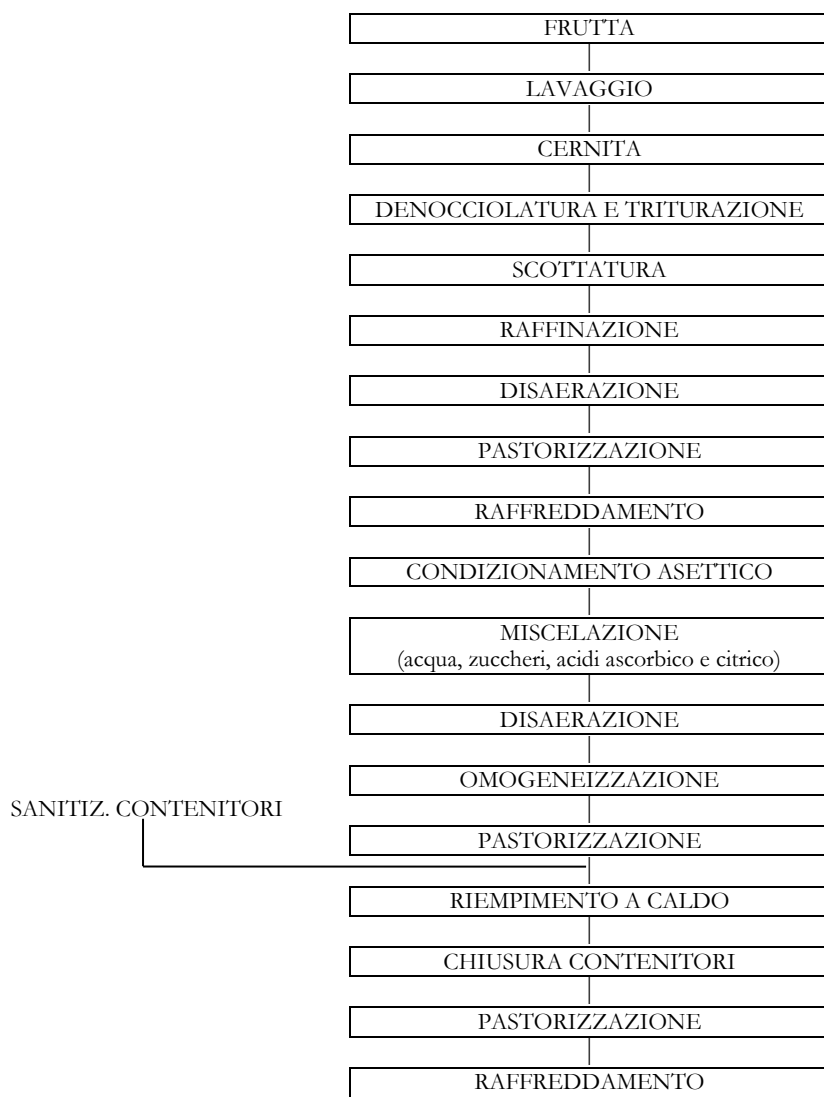 FRUTTA
LAVAGGIO
CERNITA
DENOCCIOLATURA E TRITURAZIONE
SCOTTATURA
RAFFINAZIONE
DISAERAZIONE
PASTORIZZAZIONE
RAFFREDDAMENTO
CONDIZIONAMENTO ASETTICO
MISCELAZIONE
(acqua, zuccheri, acidi ascorbico e citrico)
DISAERAZIONE
OMOGENEIZZAZIONE
SANITIZ. CONTENITORI
PASTORIZZAZIONE
RIEMPIMENTO A CALDO
CHIUSURA CONTENITORI
PASTORIZZAZIONE
RAFFREDDAMENTO